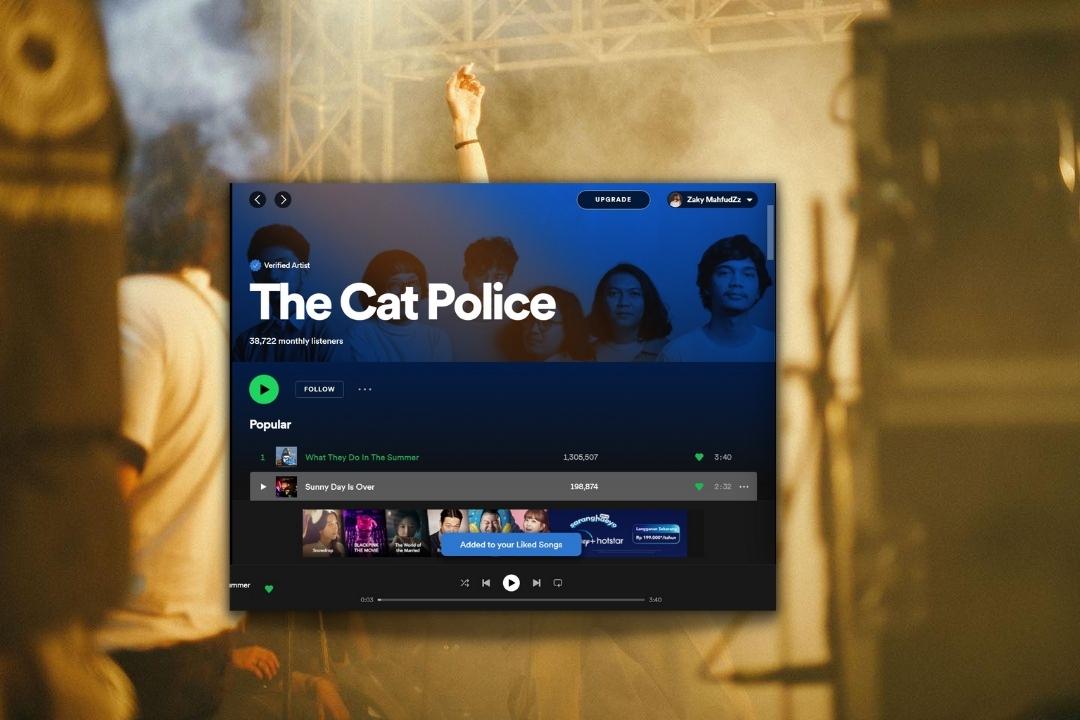 UPGRADE
Zaky MahfudZz
Verified Artist
The Cat Police
38,722 monthly listeners
FOLLOW
Popular
1 What They Do In The Summer 1,305,507 3:40
Sunny Day Is Over 198,874 2:32
Snowdrop
BLACKPINK
THE MOVIE
The World of
the Married
saranghaeyo
hotstar
Langganan Sekarang
Rp 199.000*/tahun
Added to your Liked Songs
ummer
0:03
3:40